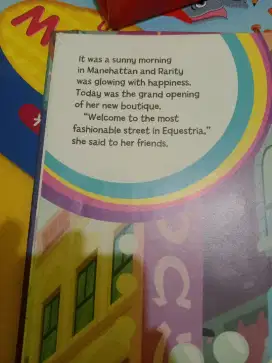 It was a sunny morning
in Manehattan and Rarity
was glowing with happiness.
Today was the grand opening
of her new boutique.
“Welcome to the most
fashionable street in Equestria,”
she said to her friends.